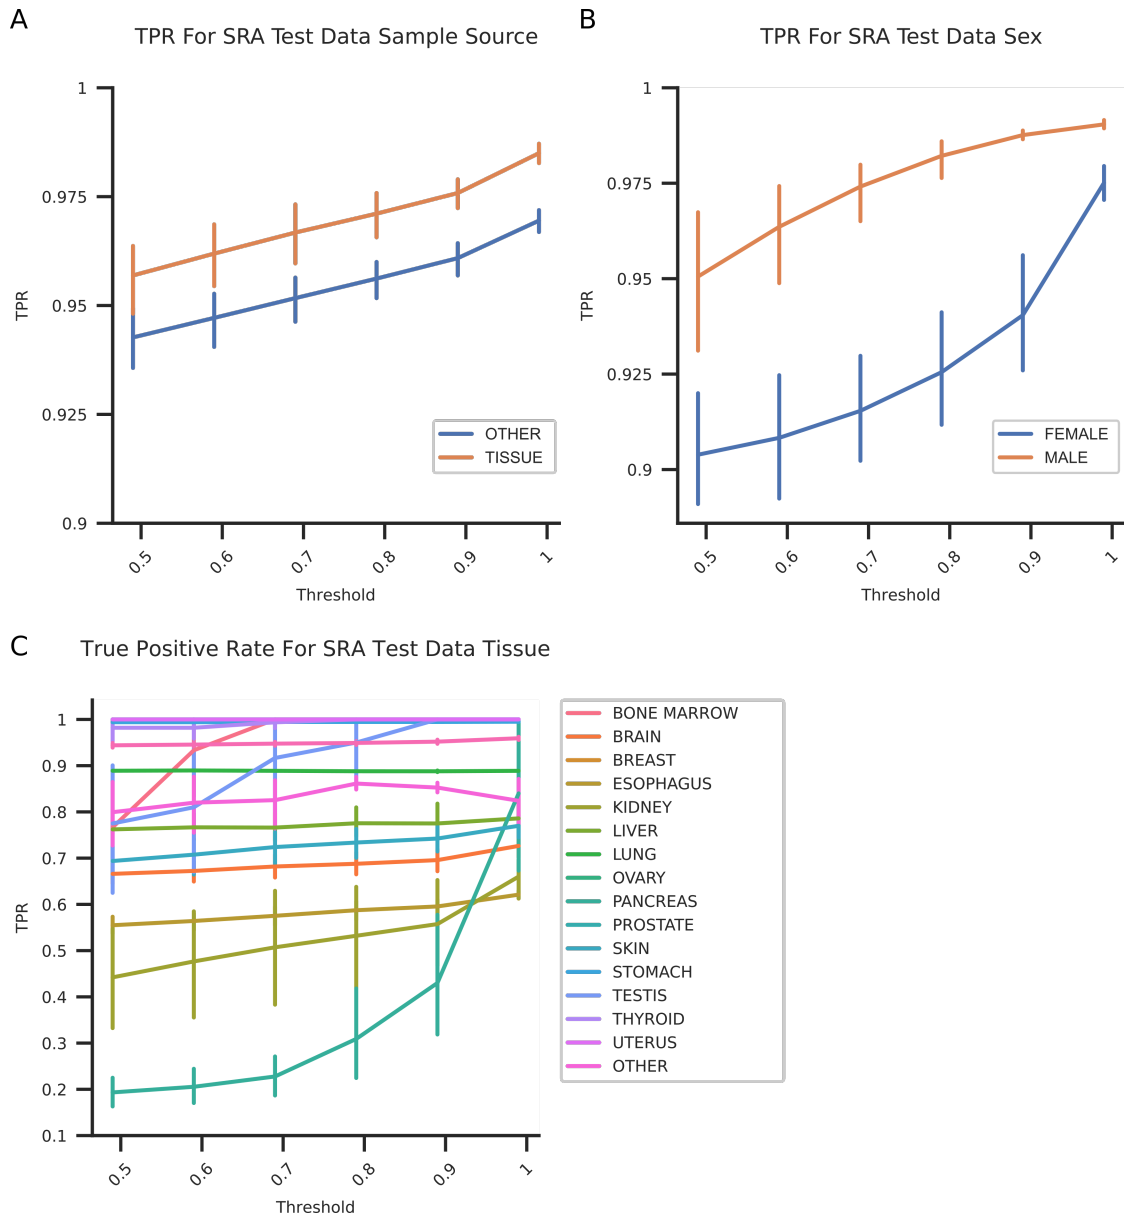 A
TPR For SRA Test Data Sample Source
1
0.975
0.95
0.925
0.9
TPR
OTHER
TISSUE
0.5
0.6
0.7
0.8
0.9
1
Threshold
B
TPR For SRA Test Data Sex
1
0.975
0.95
0.925
0.9
TPR
FEMALE
MALE
0.5
0.6
0.7
0.8
0.9
1
Threshold
C
True Positive Rate For SRA Test Data Tissue
1
0.9
0.8
0.7
0.6
0.5
0.4
0.3
0.2
0.1
TPR
0.5
0.6
0.7
0.8
0.9
1
Threshold
BONE MARROW
BRAIN
BREAST
ESOPHAGUS
KIDNEY
LIVER
LUNG
OVARY
PANCREAS
PROSTATE
SKIN
STOMACH
TESTIS
THYROID
UTERUS
OTHER